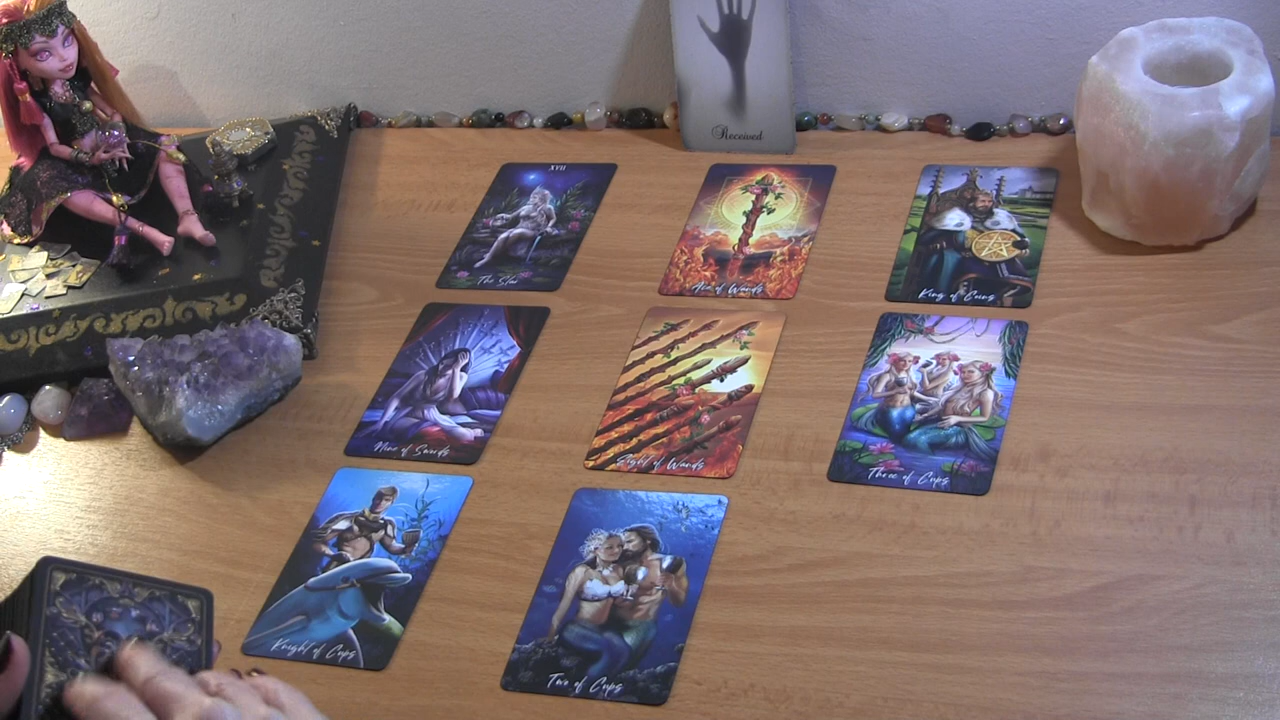 Received
XVII
The Star
Ace of Wands
King of Coins
Nine of Swords
Eight of Wands
Three of Cups
Knight of Cups
Two of Cups